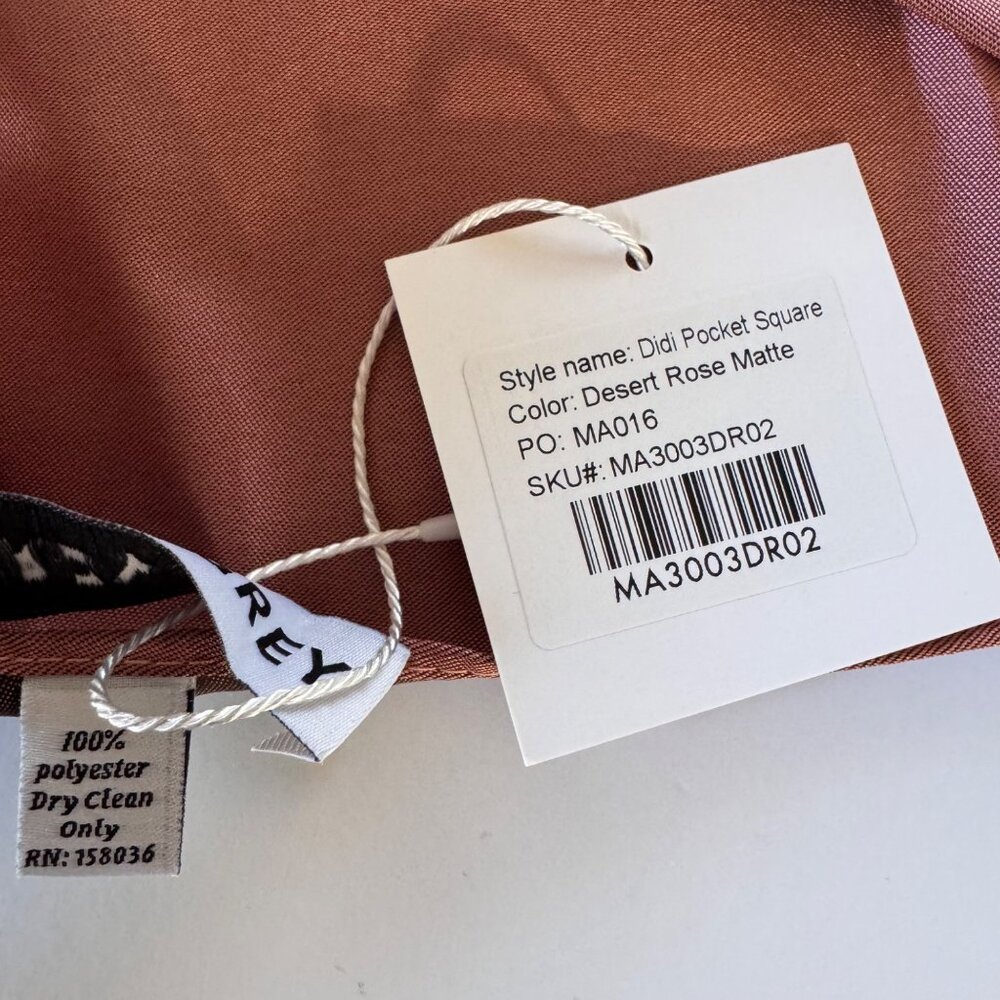 Style name: Didi Pocket Square
Color: Desert Rose Matte
PO: MA016
SKU#: MA3003DR02
MA3003DR02
REY
100%
polyester
Dry Clean
Only
RN: 158036